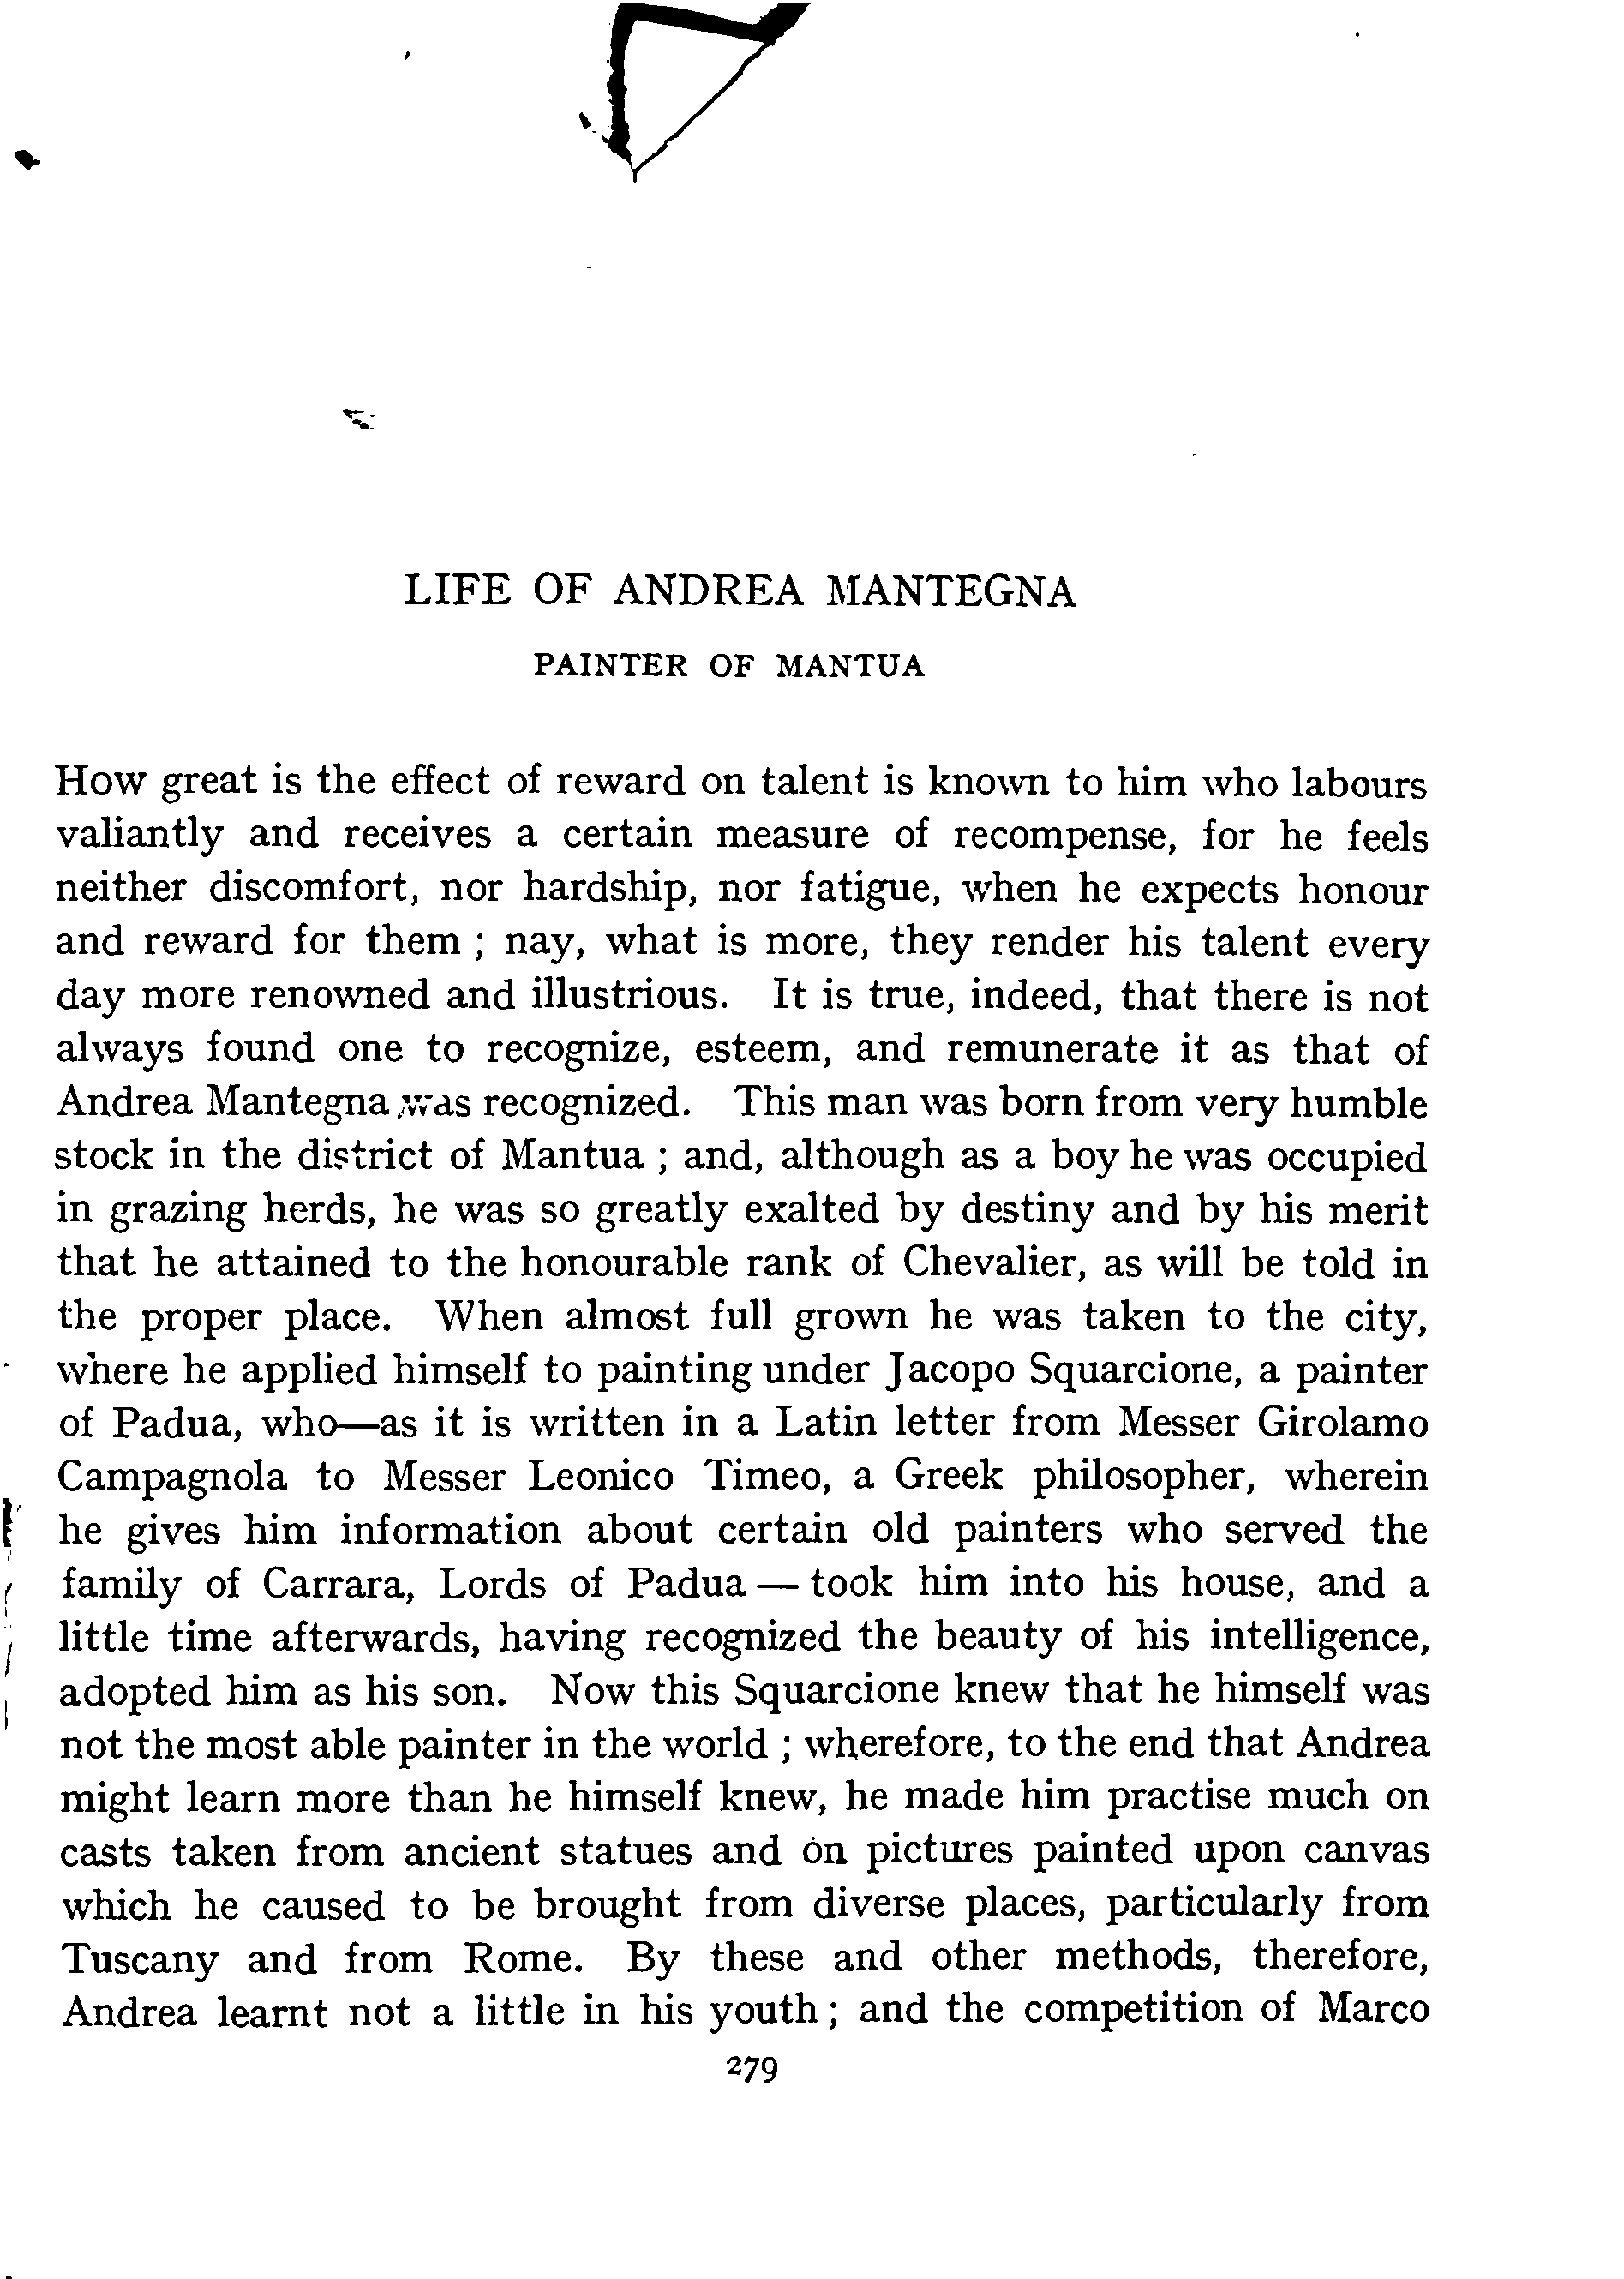 LIFE OF ANDREA MANTEGNA
PAINTER OF MANTUA
How great is the effect of reward on talent is known to him who labours
valiantly and receives a certain measure of recompense, for he feels
neither discomfort, nor hardship, nor fatigue, when he expects honour
and reward for them ; nay, what is more, they render his talent every
day more renowned and illustrious. It is true, indeed, that there is not
always found one to recognize, esteem, and remunerate it as that of
Andrea Mantegna was recognized. This man was born from very humble
stock in the district of Mantua ; and, although as a boy he was occupied
in grazing herds, he was so greatly exalted by destiny and by his merit
that he attained to the honourable rank of Chevalier, as will be told in
the proper place. When almost full grown he was taken to the city,
where he applied himself to painting under Jacopo Squarcione, a painter
of Padua, who—as it is written in a Latin letter from Messer Girolamo
Campagnola to Messer Leonico Timeo, a Greek philosopher, wherein
he gives him information about certain old painters who served the
family of Carrara, Lords of Padua — took him into his house, and a
little time afterwards, having recognized the beauty of his intelligence,
adopted him as his son. Now this Squarcione knew that he himself was
not the most able painter in the world ; wherefore, to the end that Andrea
might learn more than he himself knew, he made him practise much on
casts taken from ancient statues and on pictures painted upon canvas
which he caused to be brought from diverse places, particularly from
Tuscany and from Rome. By these and other methods, therefore,
Andrea learnt not a little in his youth ; and the competition of Marco
279